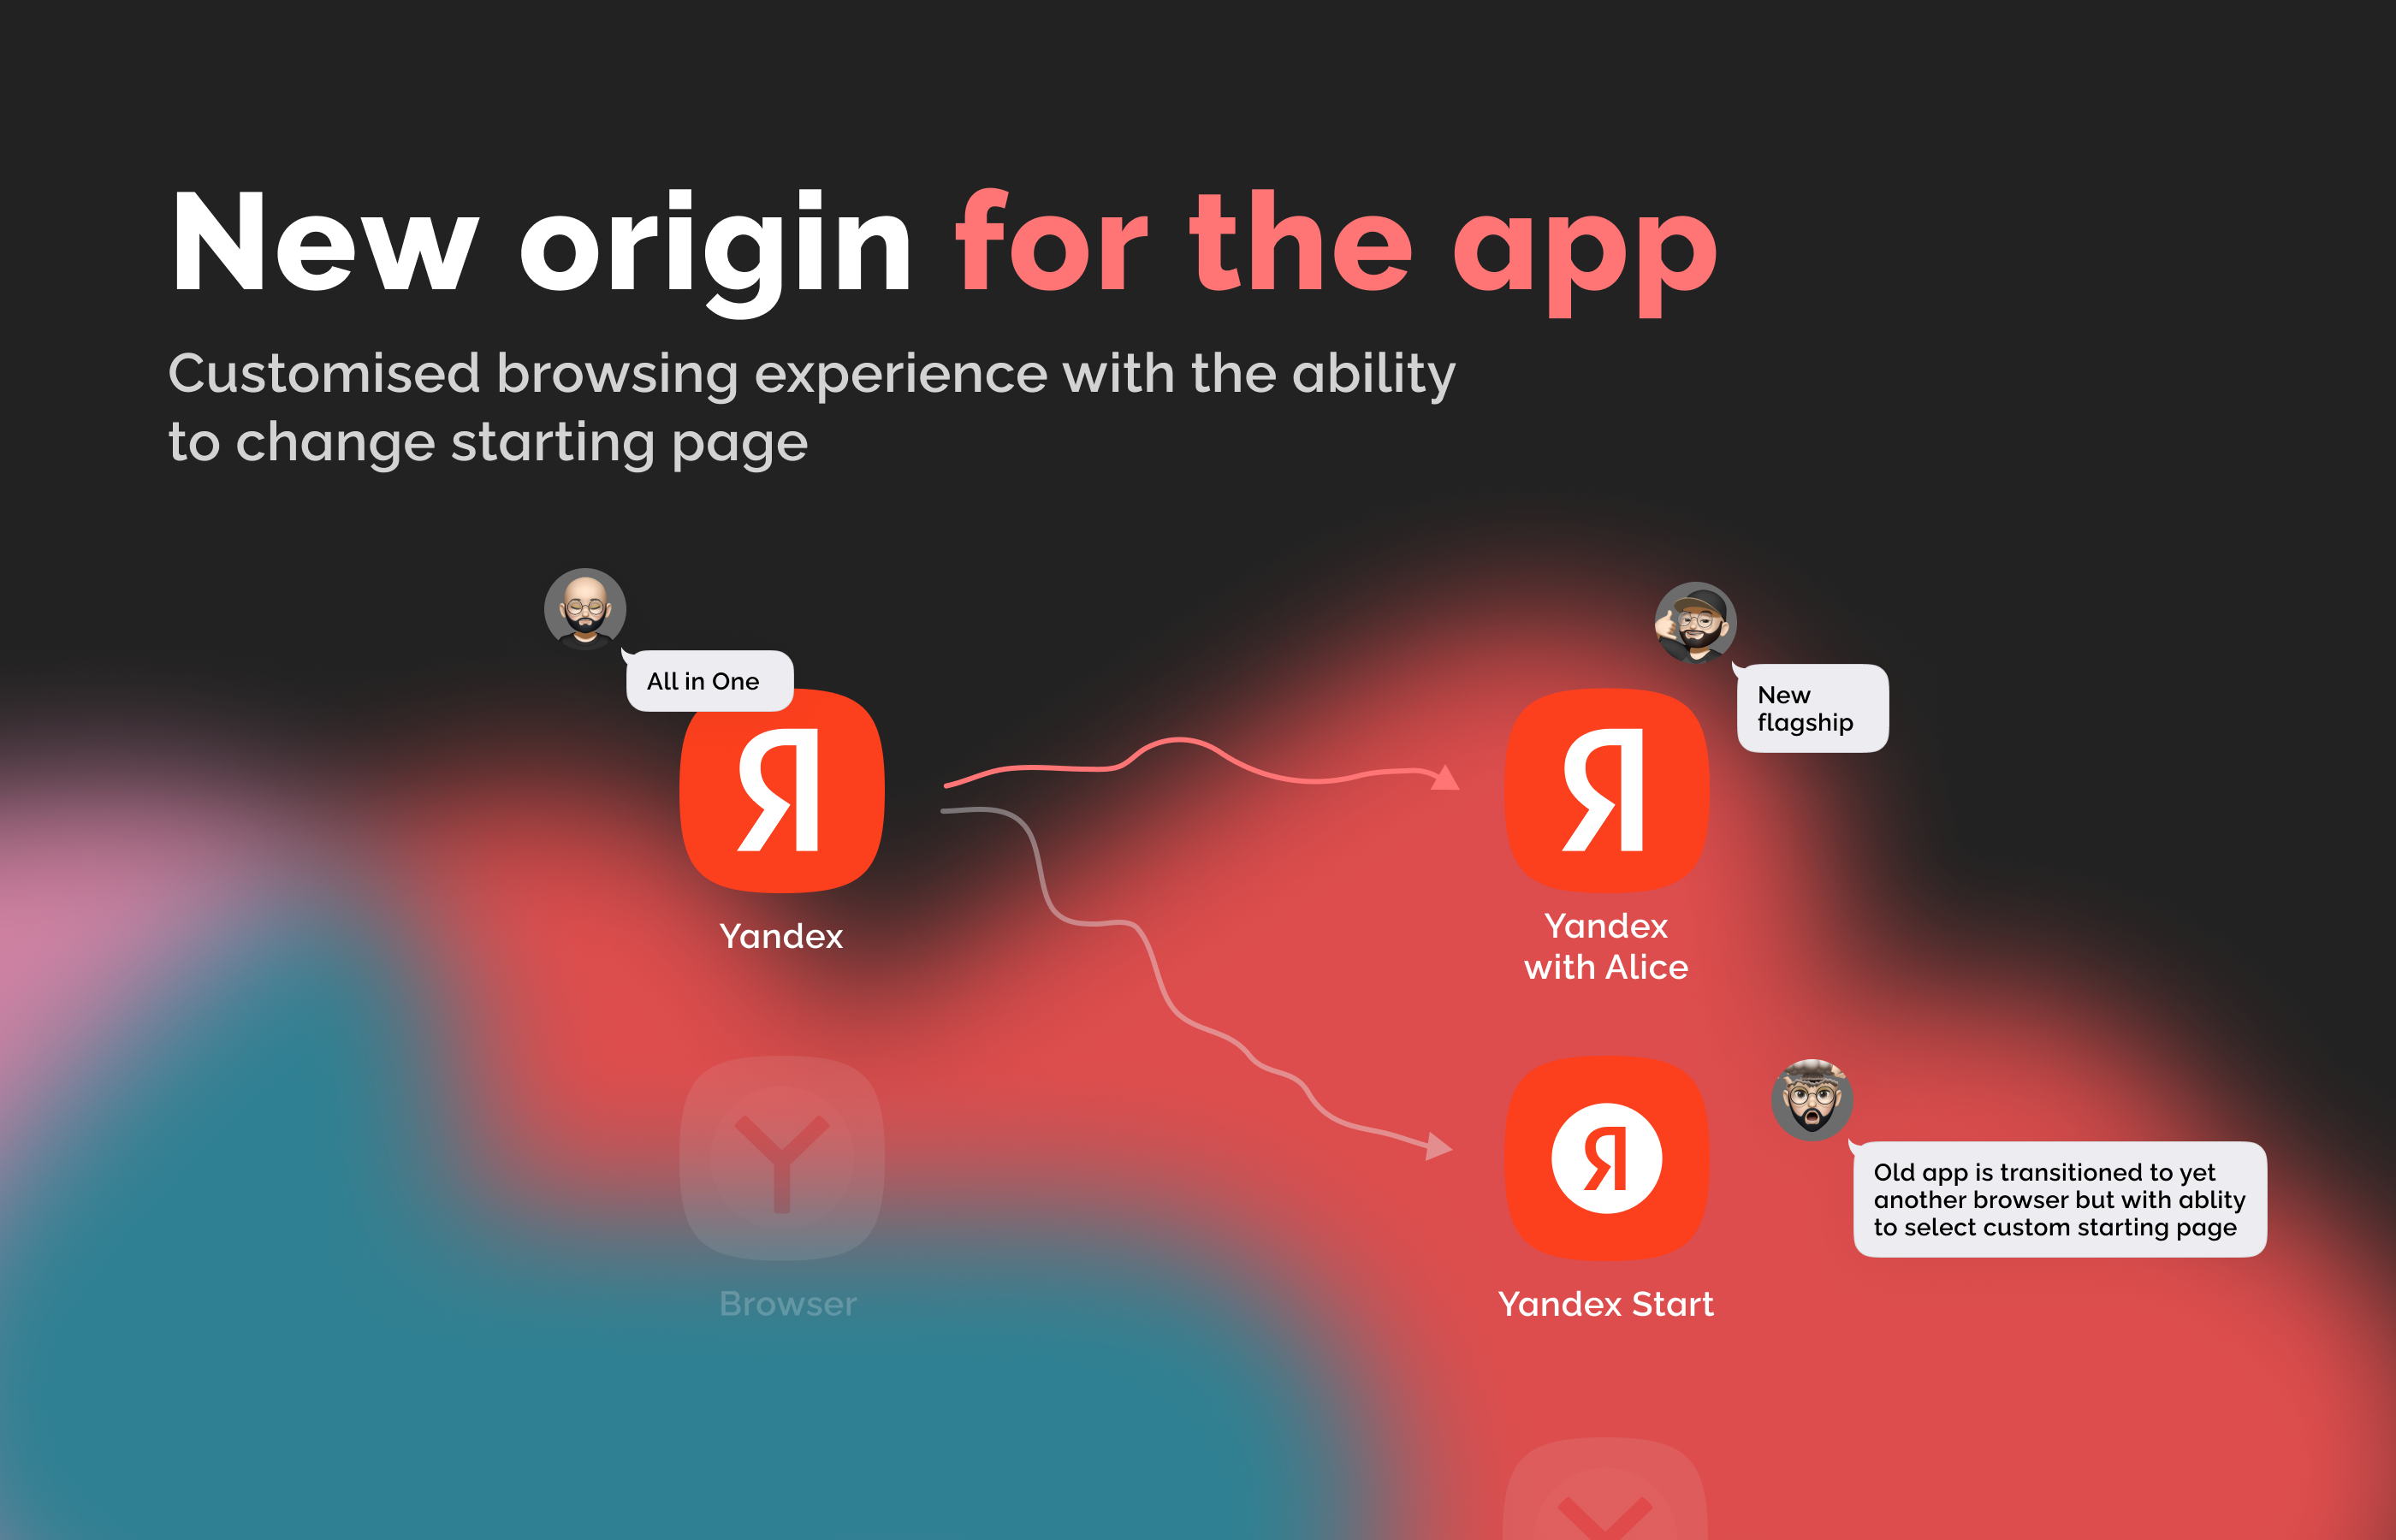 New origin for the app
Customised browsing experience with the ability
to change starting page
All in One
Я
Yandex
New
flagship
Я
Yandex
with Alice
Y
Browser
Я
Yandex Start
Old app is transitioned to yet
another browser but with ablity
to select custom starting page
Y